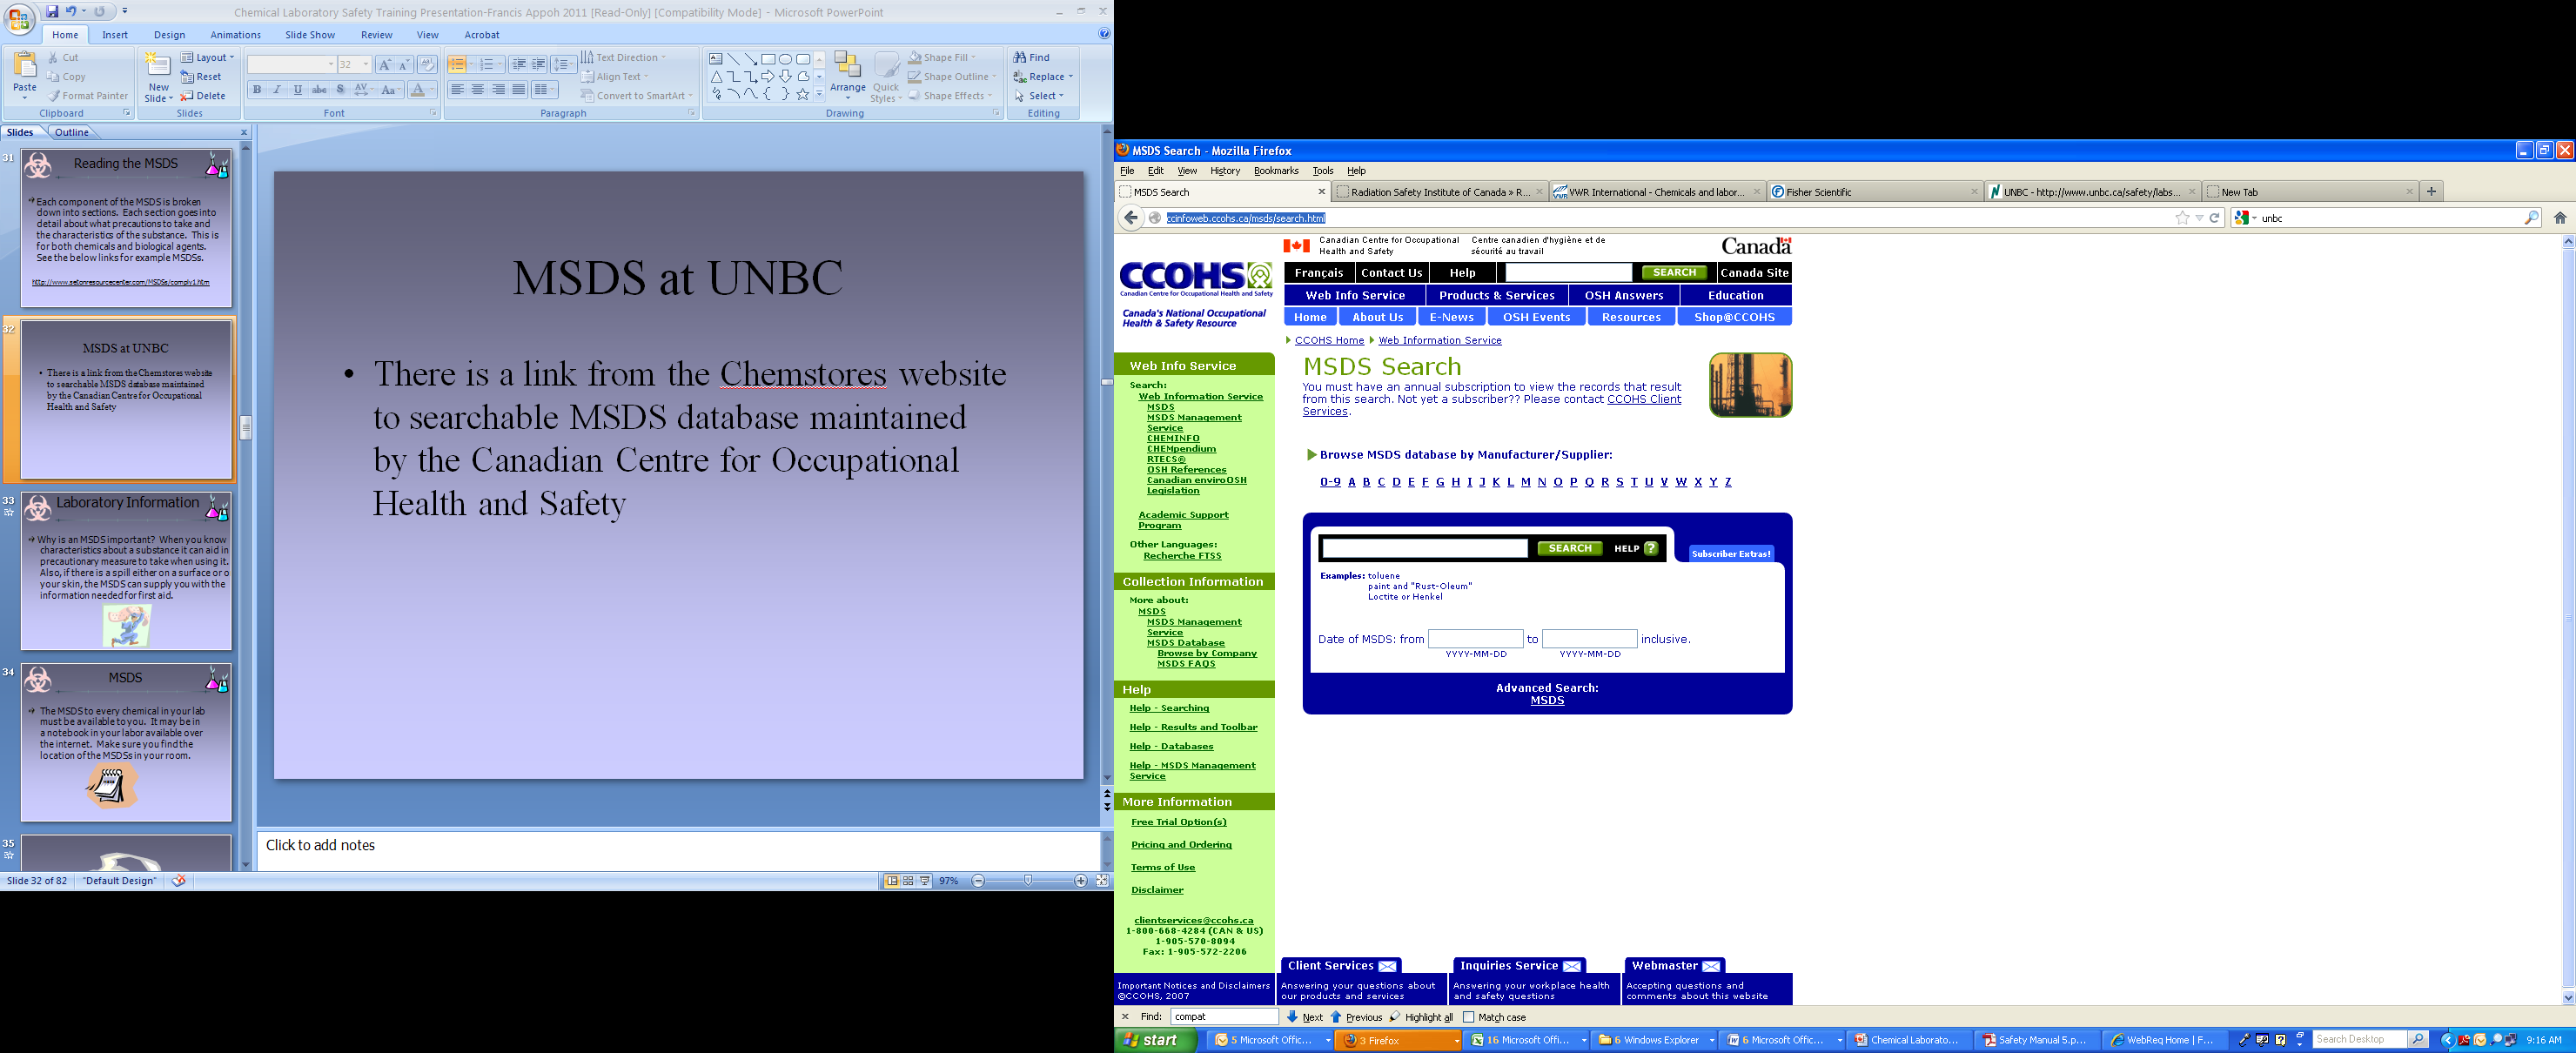 Chemical Laboratory Safety Training Presentation-Francis Appoh 2011 [Read-Only] [Compatibility Mode] - Microsoft PowerPoint
Home Insert Design Animations Slide Show Review View Acrobat
Paste
Cut
Copy
Format Painter
Clipboard
New Slide
Layout
Reset
Delete
Slides
32
Font
Paragraph
Text Direction
Align Text
Convert to SmartArt
Arrange
Quick Styles
Shape Fill
Shape Outline
Shape Effects
Drawing
Find
Replace
Select
Editing
Slides Outline
31
Reading the MSDS
Each component of the MSDS is broken
down into sections. Each section goes into
detail about what precautions to take and
the characteristics of the substance. This is
for both chemicals and biological agents.
See the below links for example MSDSs.
http://www.setonresourcecenter.com/MSDSs/comply1.htm
32
MSDS at UNBC
• There is a link from the Chemstores website
to searchable MSDS database maintained
by the Canadian Centre for Occupational
Health and Safety
33
Laboratory Information
Why is an MSDS important? When you know
characteristics about a substance it can aid in
precautionary measure to take when using it.
Also, if there is a spill either on a surface or o
your skin, the MSDS can supply you with the
information needed for first aid.
34
MSDS
The MSDS to every chemical in your lab
must be available to you. It may be in
a notebook in your labor available over
the internet. Make sure you find the
location of the MSDSs in your room.
35
MSDS at UNBC
• There is a link from the Chemstores website
to searchable MSDS database maintained
by the Canadian Centre for Occupational
Health and Safety
Click to add notes
Slide 32 of 82 "Default Design" 97%
MSDS Search - Mozilla Firefox
File Edit View History Bookmarks Tools Help
MSDS Search
Radiation Safety Institute of Canada » R...
VWR International - Chemicals and labor...
Fisher Scientific
UNBC - http://www.unbc.ca/safety/labs...
New Tab
ccinfoweb.ccohs.ca/msds/search.html
unbc
CCOHS
Canadian Centre for Occupational Health and Safety
Canada's National Occupational
Health & Safety Resource
Canadian Centre for Occupational
Health and Safety
Centre canadien d'hygiène et de
sécurité au travail
Canada
Français Contact Us Help SEARCH Canada Site
Web Info Service Products & Services OSH Answers Education
Home About Us E-News OSH Events Resources Shop@CCOHS
CCOHS Home Web Information Service
Web Info Service
Search:
Web Information Service
MSDS
MSDS Management
Service
CHEMINFO
CHEMpendium
RTECS®
OSH References
Canadian enviroOSH
Legislation
Academic Support
Program
Other Languages:
Recherche FTSS
Collection Information
More about:
MSDS
MSDS Management
Service
MSDS Database
Browse by Company
MSDS FAQS
Help
Help - Searching
Help - Results and Toolbar
Help - Databases
Help - MSDS Management
Service
More Information
Free Trial Option(s)
Pricing and Ordering
Terms of Use
Disclaimer
clientservices@ccohs.ca
1-800-668-4284 (CAN & US)
1-905-570-8094
Fax: 1-905-572-2206
MSDS Search
You must have an annual subscription to view the records that result
from this search. Not yet a subscriber?? Please contact CCOHS Client
Services.
Browse MSDS database by Manufacturer/Supplier:
0-9 A B C D E F G H I J K L M N O P Q R S T U V W X Y Z
SEARCH HELP ?
Subscriber Extras!
Examples: toluene
paint and "Rust-Oleum"
Loctite or Henkel
Date of MSDS: from to inclusive.
YYYY-MM-DD YYYY-MM-DD
Advanced Search:
MSDS
Important Notices and Disclaimers
©CCOHS, 2007
Client Services
Answering your questions about
our products and services
Inquiries Service
Answering your workplace health
and safety questions
Webmaster
Accepting questions and
comments about this website
Find: compat Next Previous Highlight all Match case
start
5 Microsoft Offic...
3 Firefox
16 Microsoft Offi...
6 Windows Explorer
6 Microsoft Offic...
Chemical Laborato...
Safety Manual 5.p...
WebReq Home | F...
Search Desktop
9:16 AM